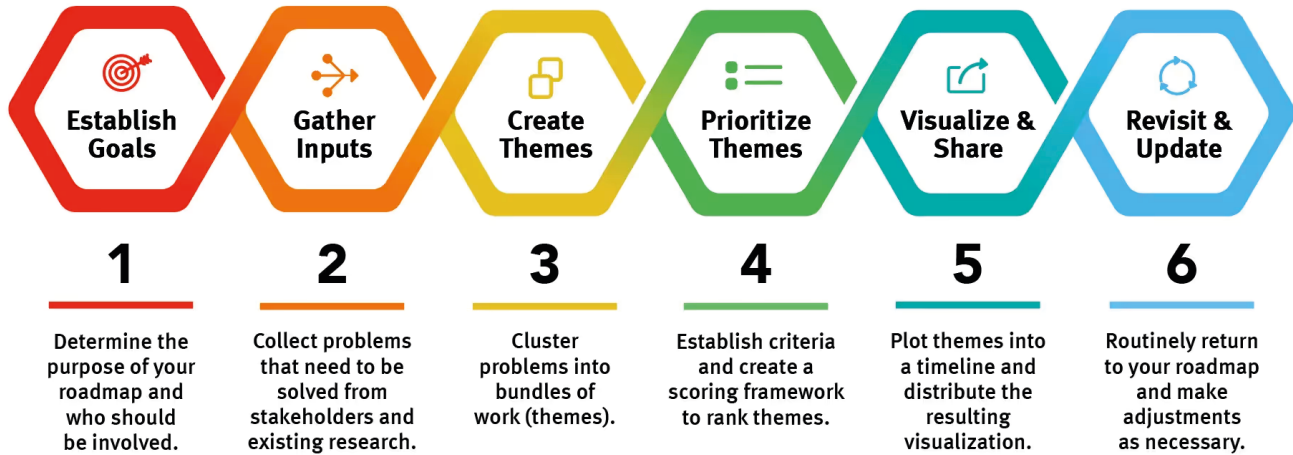 Establish
Goals
Gather
Inputs
Create
Themes
Prioritize
Themes
Visualize &
Share
Revisit &
Update
1
2
3
4
5
6
Determine the
purpose of your
roadmap and
who should
be involved.
Collect problems
that need to be
solved from
stakeholders and
existing research.
Cluster
problems into
bundles of
work (themes).
Establish criteria
and create a
scoring framework
to rank themes.
Plot themes into
a timeline and
distribute the
resulting
visualization.
Routinely return
to your roadmap
and make
adjustments
as necessary.